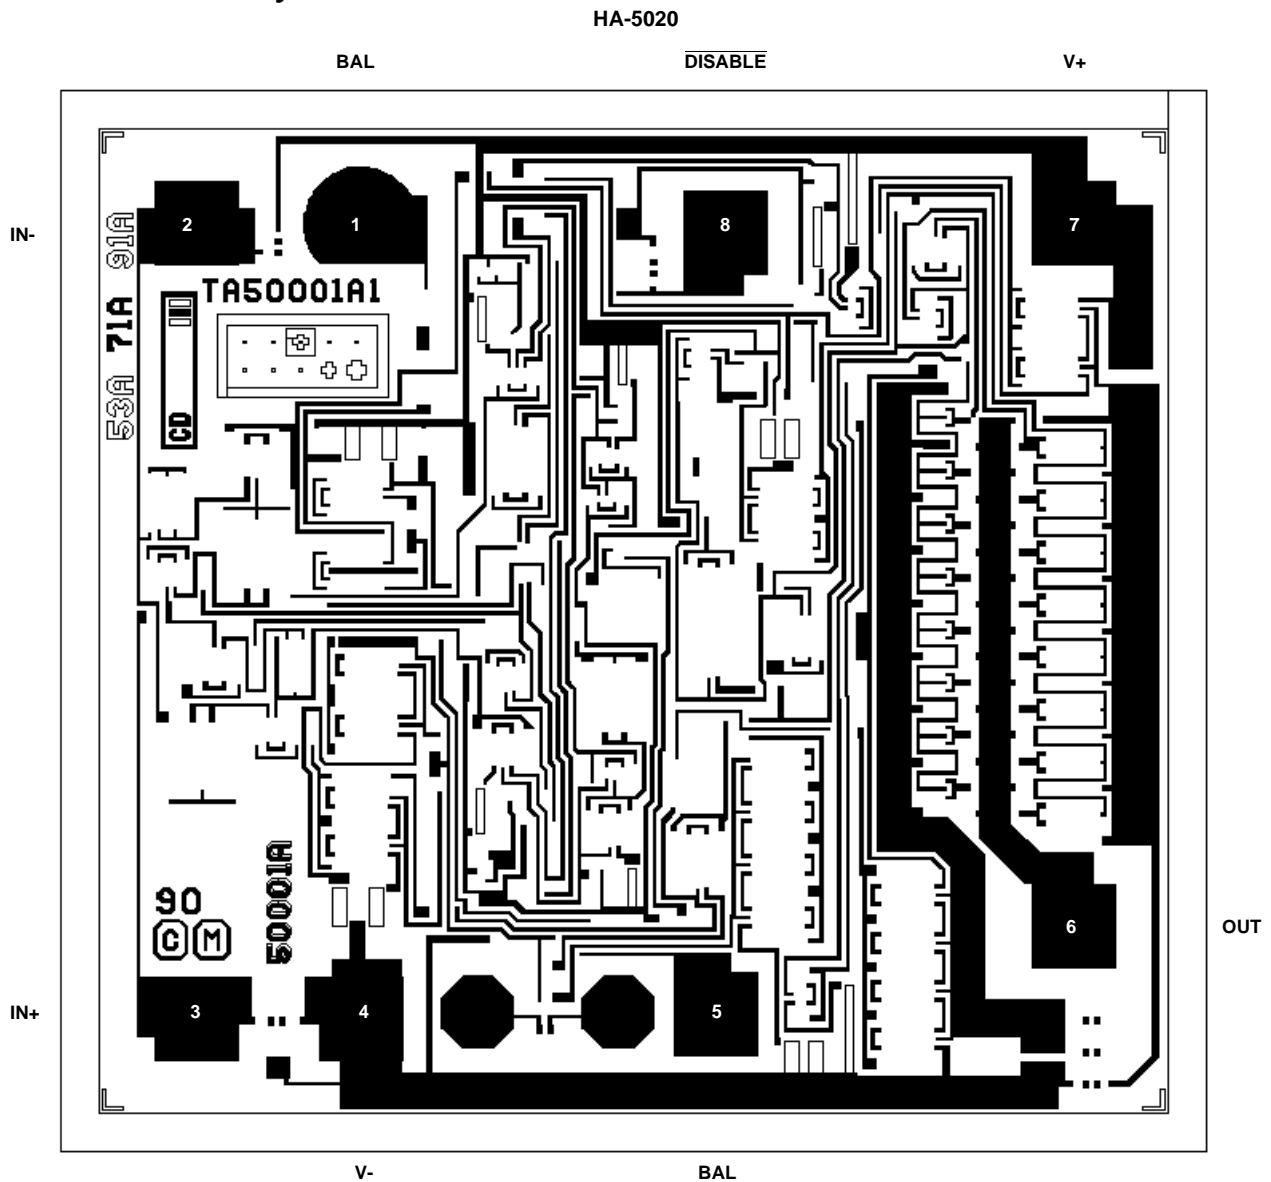 HA-5020
BAL DISABLE V+
2 1 8 7
IN-
91A
TA50001A1
71A
53A
CD
50001A
90
C M
6 OUT
IN+ 3 4 5
V- BAL